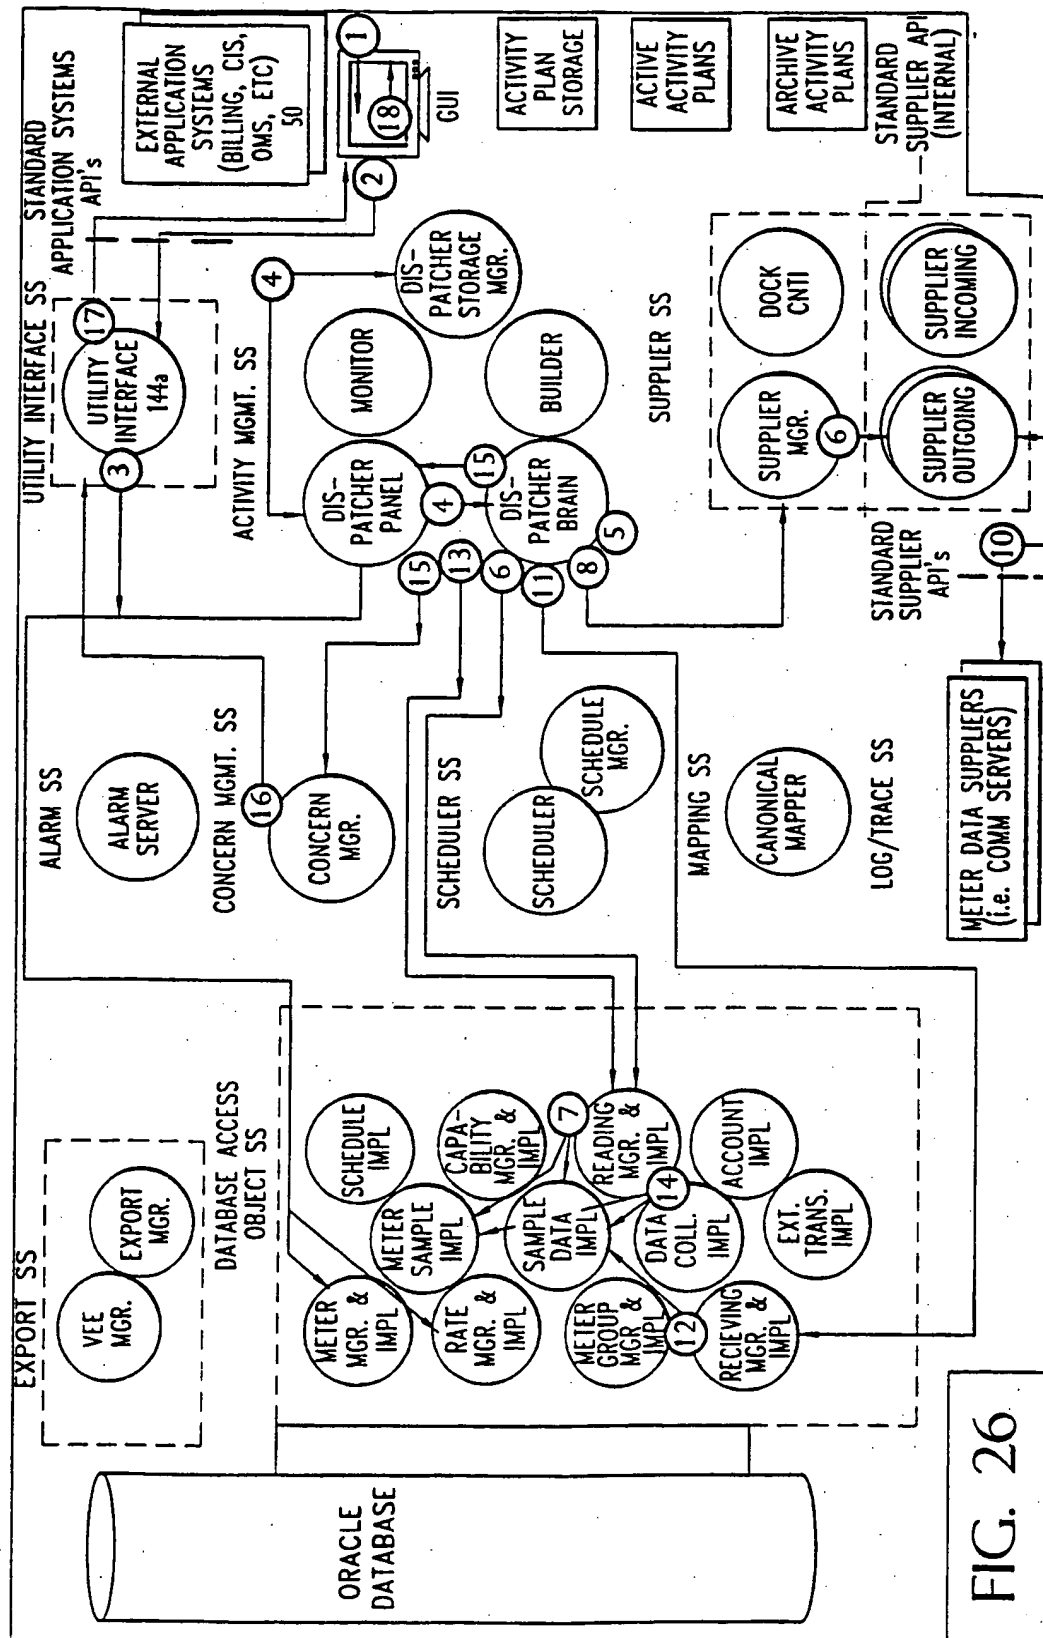 EXPORT SS
VEE
MGR.
EXPORT
MGR.
DATABASE ACCESS
OBJECT SS
ORACLE
DATABASE
METER
MGR. &
IMPL
RATE
MGR. &
IMPL
METER
GROUP
MGR &
IMPL
12
RECIEVING
MGR. &
IMPL
METER
SAMPLE
IMPL
SAMPLE
DATA
IMPL
DATA
COLL.
IMPL
EXT.
TRANS.
IMPL
SCHEDULE
IMPL
CAPA-
BILITY
MGR. &
IMPL
7
READING
MGR. &
IMPL
14
ACCOUNT
IMPL
ALARM SS
ALARM
SERVER
CONCERN MGMT. SS
16
CONCERN
MGR.
SCHEDULER SS
SCHEDULER
SCHEDULE
MGR.
MAPPING SS
CANONICAL
MAPPER
LOG/TRACE SS
METER DATA SUPPLIERS
(i.e. COMM SERVERS)
UTILITY INTERFACE SS
17
UTILITY
INTERFACE
144a
3
STANDARD
APPLICATION SYSTEMS
API's
EXTERNAL
APPLICATION
SYSTEMS
(BILLING, CIS,
OMS, ETC)
50
1
18
2
GUI
ACTIVITY MGMT. SS
4
DIS-
PATCHER
PANEL
MONITOR
DIS-
PATCHER
STORAGE
MGR.
4
15
DIS-
PATCHER
BRAIN
BUILDER
15
13
6
11
8
5
SUPPLIER SS
SUPPLIER
MGR.
DOCK
CNTI
6
SUPPLIER
OUTGOING
SUPPLIER
INCOMING
STANDARD
SUPPLIER
API's
10
ACTIVITY
PLAN
STORAGE
ACTIVE
ACTIVITY
PLANS
ARCHIVE
ACTIVITY
PLANS
STANDARD
SUPPLIER API
(INTERNAL)
FIG. 26